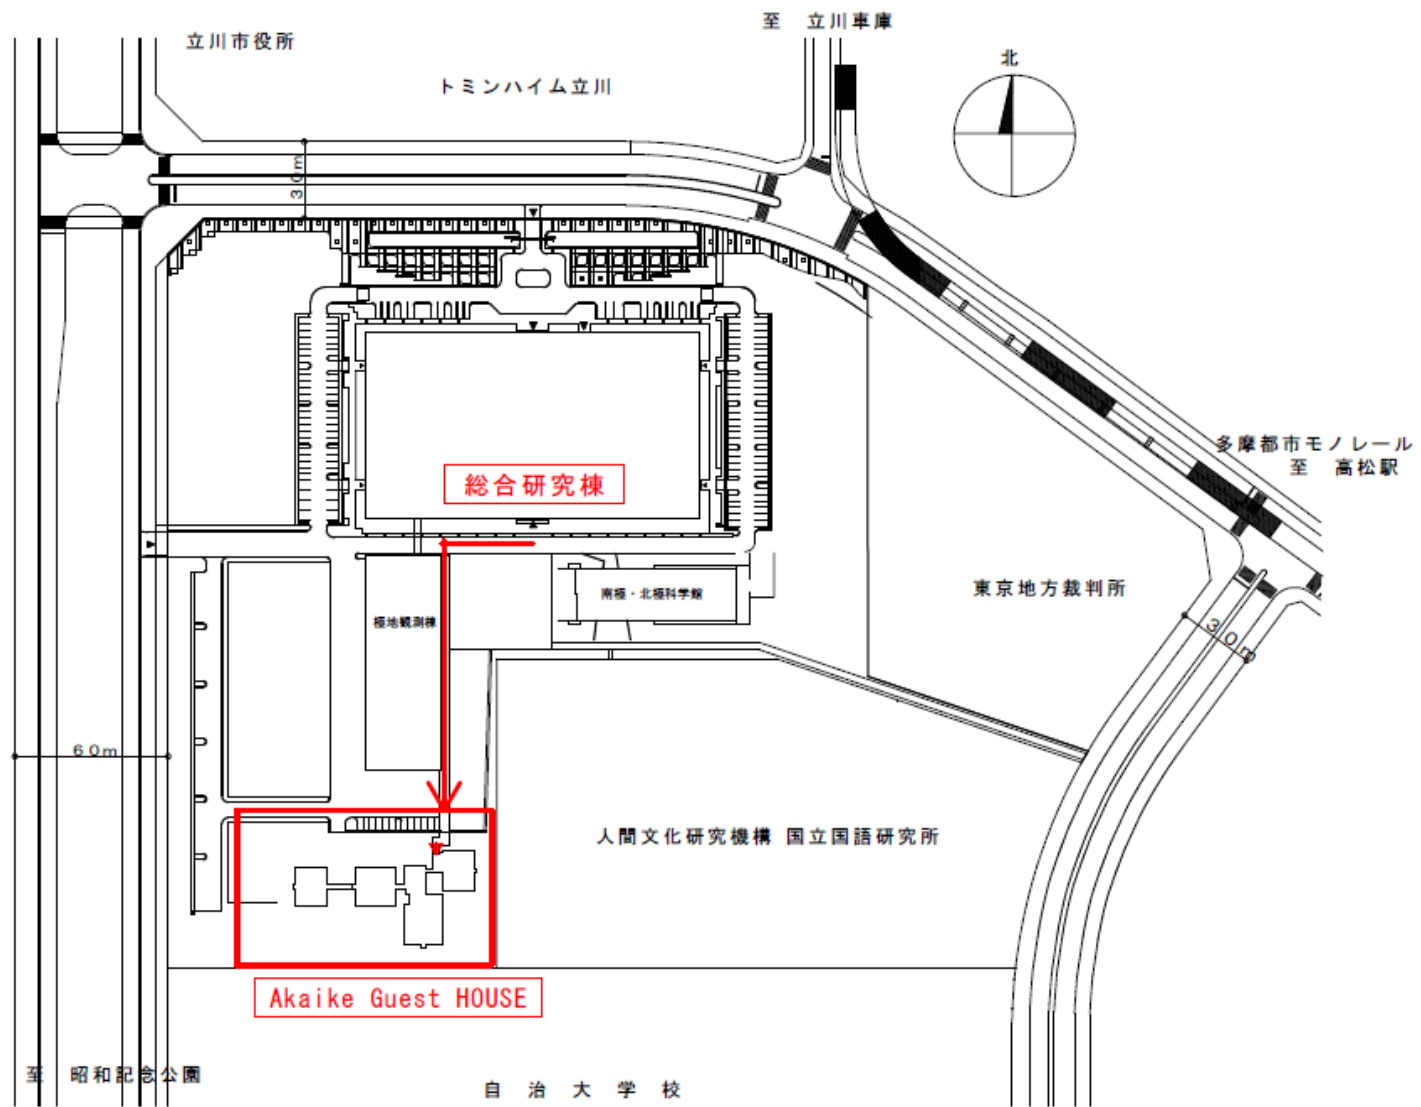 至　立川車庫
立川市役所
北
トミンハイム立川
30m
多摩都市モノレール
至　高松駅
総合研究棟
東京地方裁判所
南極・北極科学館
極地観測棟
30m
60m
人間文化研究機構 国立国語研究所
Akaike Guest HOUSE
至　昭和記念公園
自治大学校